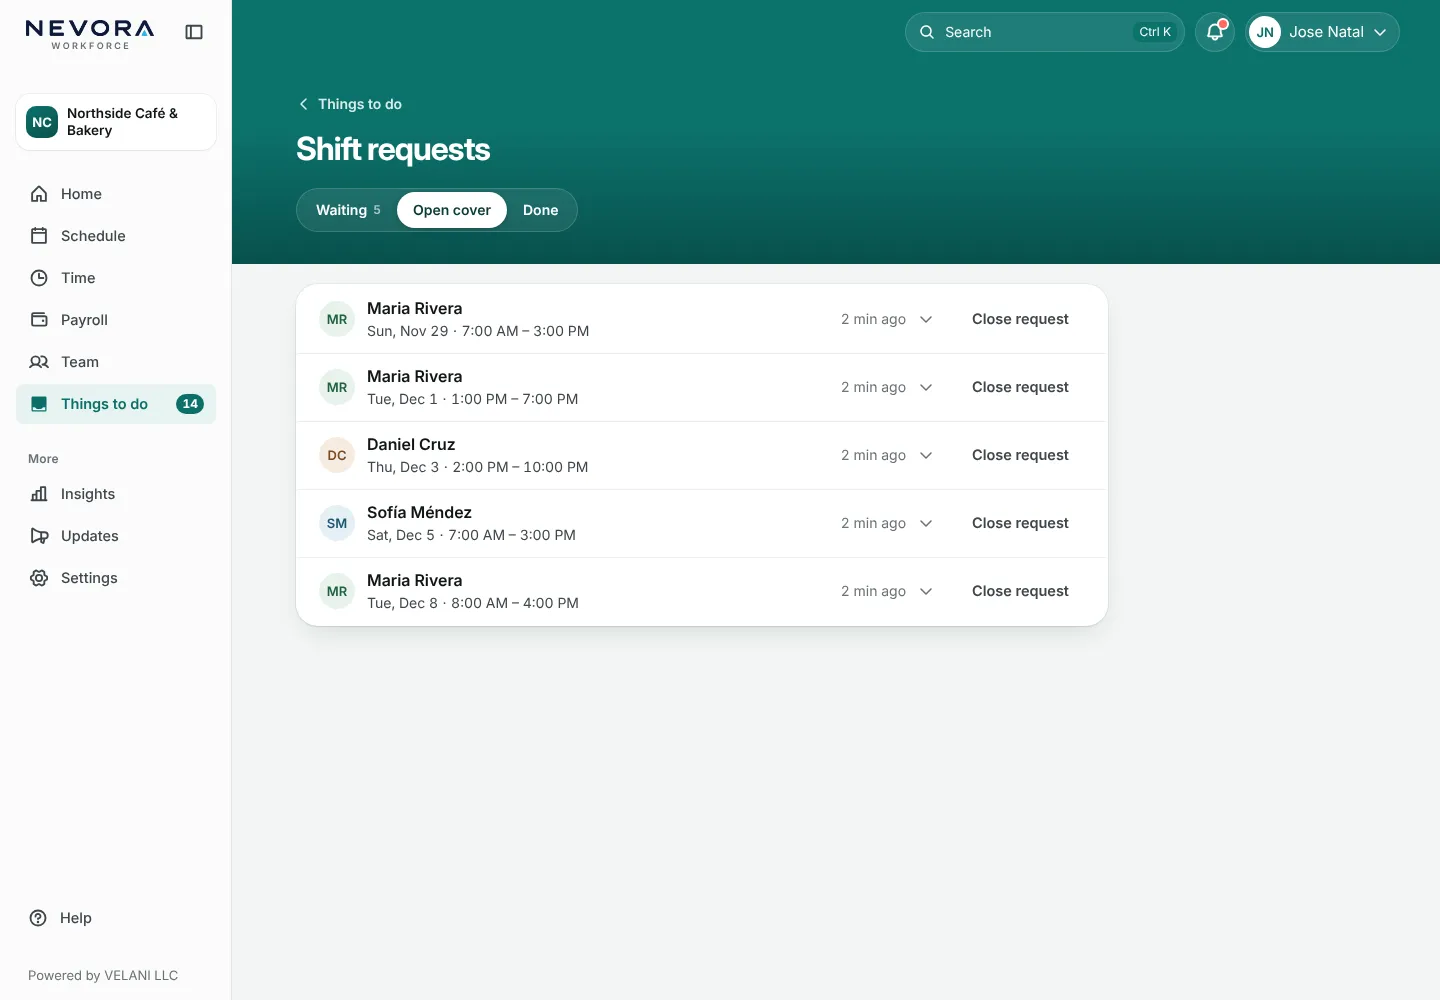 NEVORA
WORKFORCE
Northside Café &
Bakery
Home
Schedule
Time
Payroll
Team
Things to do 14
More
Insights
Updates
Settings
Help
Powered by VELANI LLC
Search Ctrl K
JN Jose Natal
Things to do
Shift requests
Waiting 5 Open cover Done
MR Maria Rivera
Sun, Nov 29 · 7:00 AM – 3:00 PM
2 min ago Close request
MR Maria Rivera
Tue, Dec 1 · 1:00 PM – 7:00 PM
2 min ago Close request
DC Daniel Cruz
Thu, Dec 3 · 2:00 PM – 10:00 PM
2 min ago Close request
SM Sofía Méndez
Sat, Dec 5 · 7:00 AM – 3:00 PM
2 min ago Close request
MR Maria Rivera
Tue, Dec 8 · 8:00 AM – 4:00 PM
2 min ago Close request
NC